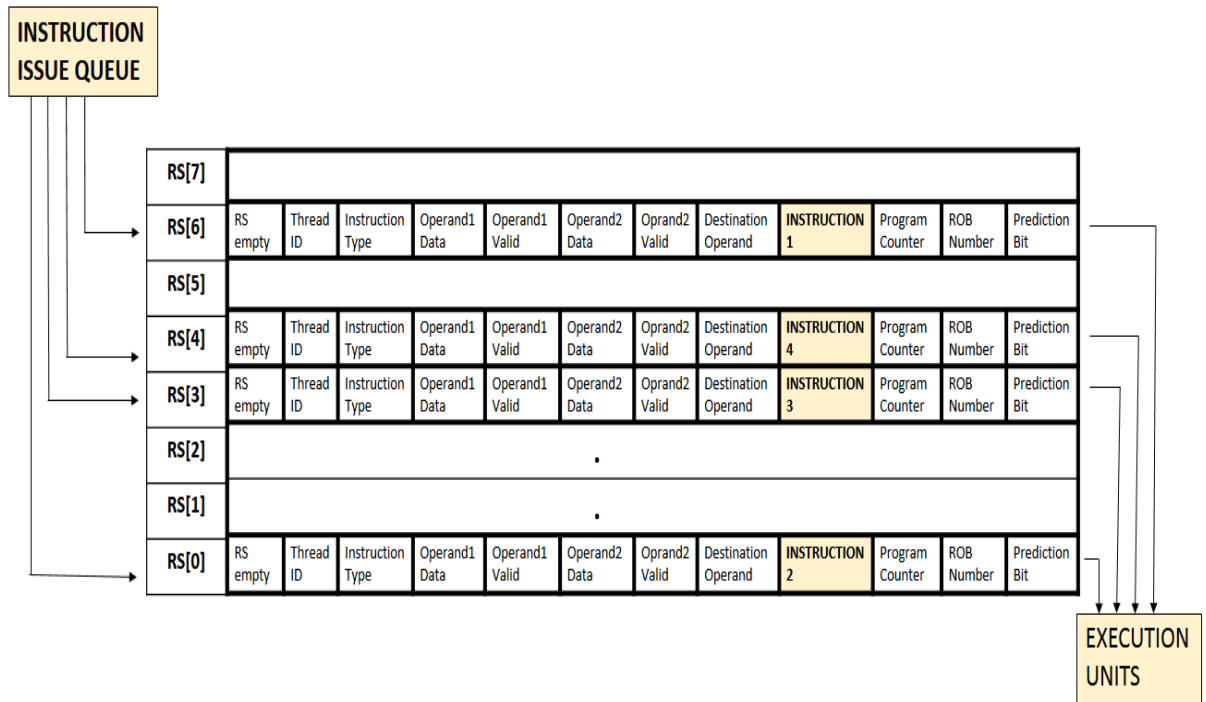 INSTRUCTION
ISSUE QUEUE
RS[7]
RS[6]
RS empty
Thread ID
Instruction Type
Operand1 Data
Operand1 Valid
Operand2 Data
Oprand2 Valid
Destination Operand
INSTRUCTION 1
Program Counter
ROB Number
Prediction Bit
RS[5]
RS[4]
RS empty
Thread ID
Instruction Type
Operand1 Data
Operand1 Valid
Operand2 Data
Oprand2 Valid
Destination Operand
INSTRUCTION 4
Program Counter
ROB Number
Prediction Bit
RS[3]
RS empty
Thread ID
Instruction Type
Operand1 Data
Operand1 Valid
Operand2 Data
Oprand2 Valid
Destination Operand
INSTRUCTION 3
Program Counter
ROB Number
Prediction Bit
RS[2]
.
RS[1]
.
RS[0]
RS empty
Thread ID
Instruction Type
Operand1 Data
Operand1 Valid
Operand2 Data
Oprand2 Valid
Destination Operand
INSTRUCTION 2
Program Counter
ROB Number
Prediction Bit
EXECUTION
UNITS